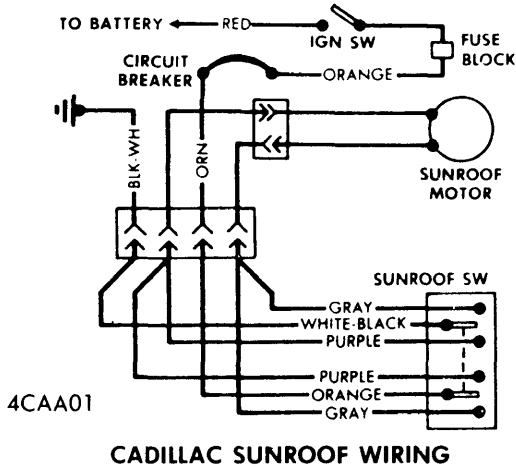 TO BATTERY
RED
IGN SW
FUSE
BLOCK
CIRCUIT
BREAKER
ORANGE
BLK-WH
ORN
SUNROOF
MOTOR
SUNROOF SW
GRAY
WHITE-BLACK
PURPLE
PURPLE
ORANGE
GRAY
4CAA01
CADILLAC SUNROOF WIRING